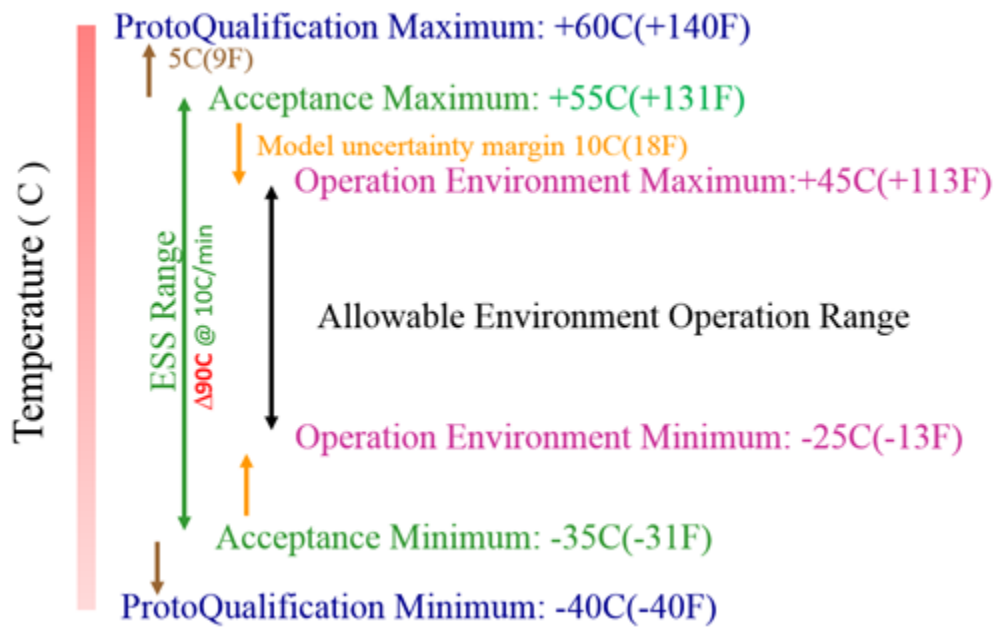 ProtoQualification Maximum: +60C(+140F)
5C(9F)
Acceptance Maximum: +55C(+131F)
Model uncertainty margin 10C(18F)
Operation Environment Maximum:+45C(+113F)
Temperature ( C )
ESS Range
Δ90C @ 10C/min
Allowable Environment Operation Range
Operation Environment Minimum: -25C(-13F)
Acceptance Minimum: -35C(-31F)
ProtoQualification Minimum: -40C(-40F)